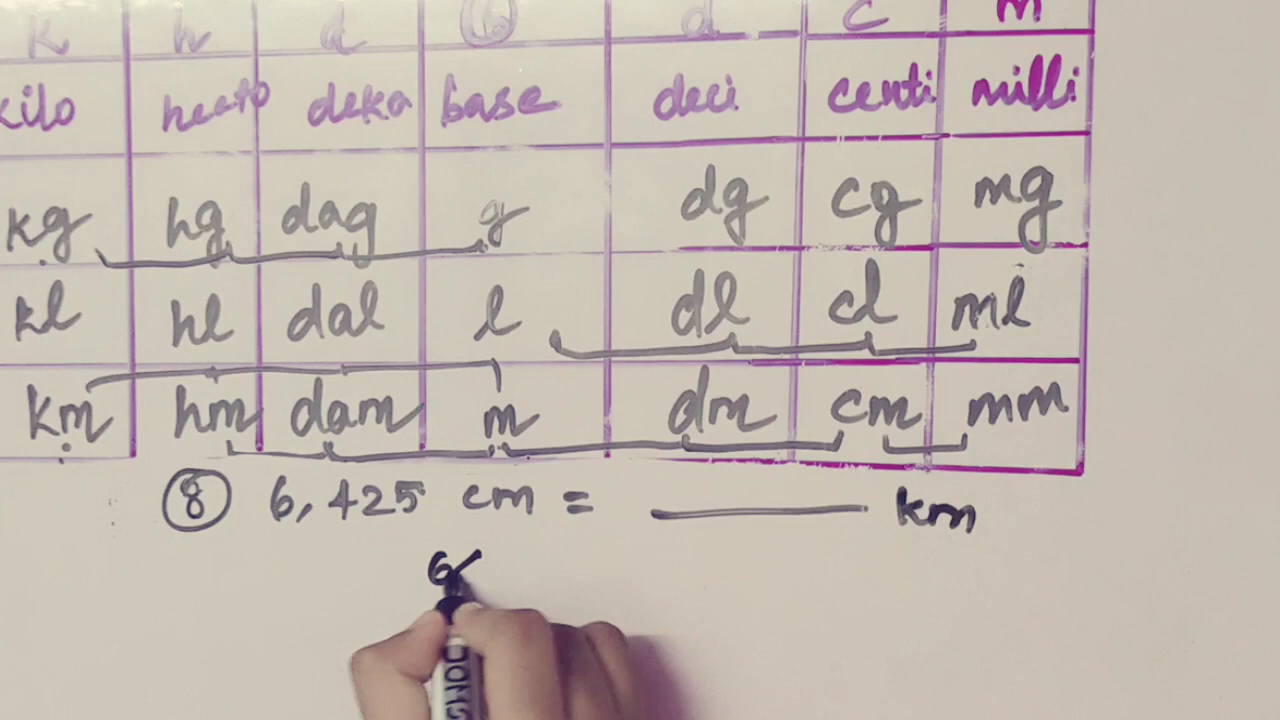 k h d b d c m
kilo hecto deka base deci centi milli
kg hg dag g dg cg mg
kl hl dal l dl cl ml
km hm dam m dm cm mm
8 6,425 cm = ______ km
6